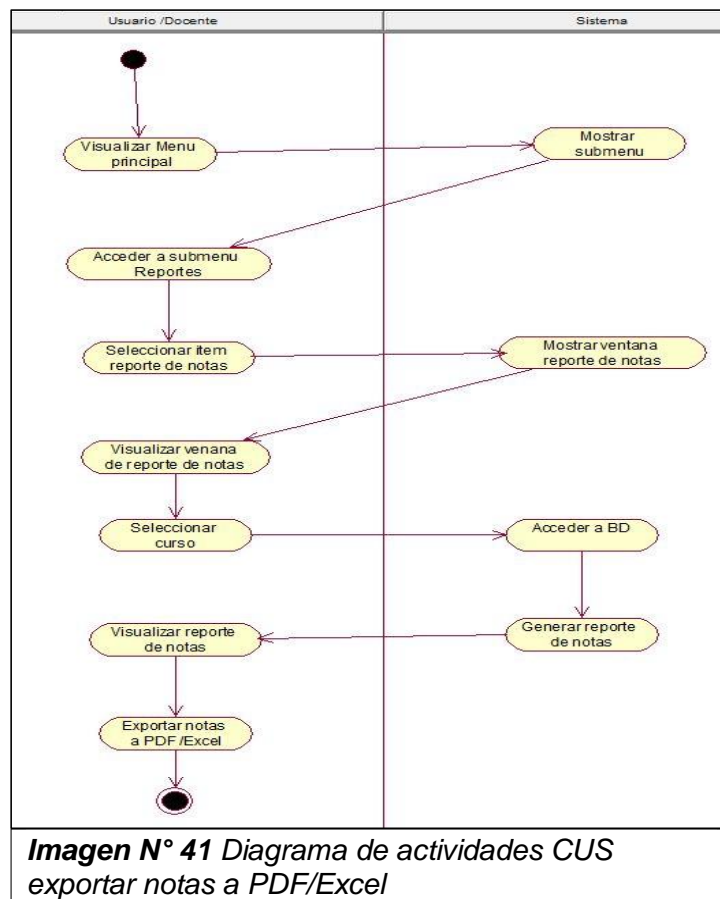 Usuario /Docente
Sistema
Visualizar Menu
principal
Mostrar
submenu
Acceder a submenu
Reportes
Seleccionar item
reporte de notas
Mostrar ventana
reporte de notas
Visualizar venana
de reporte de notas
Seleccionar
curso
Acceder a BD
Generar reporte
de notas
Visualizar reporte
de notas
Exportar notas
a PDF/Excel
Imagen N° 41 Diagrama de actividades CUS
exportar notas a PDF/Excel